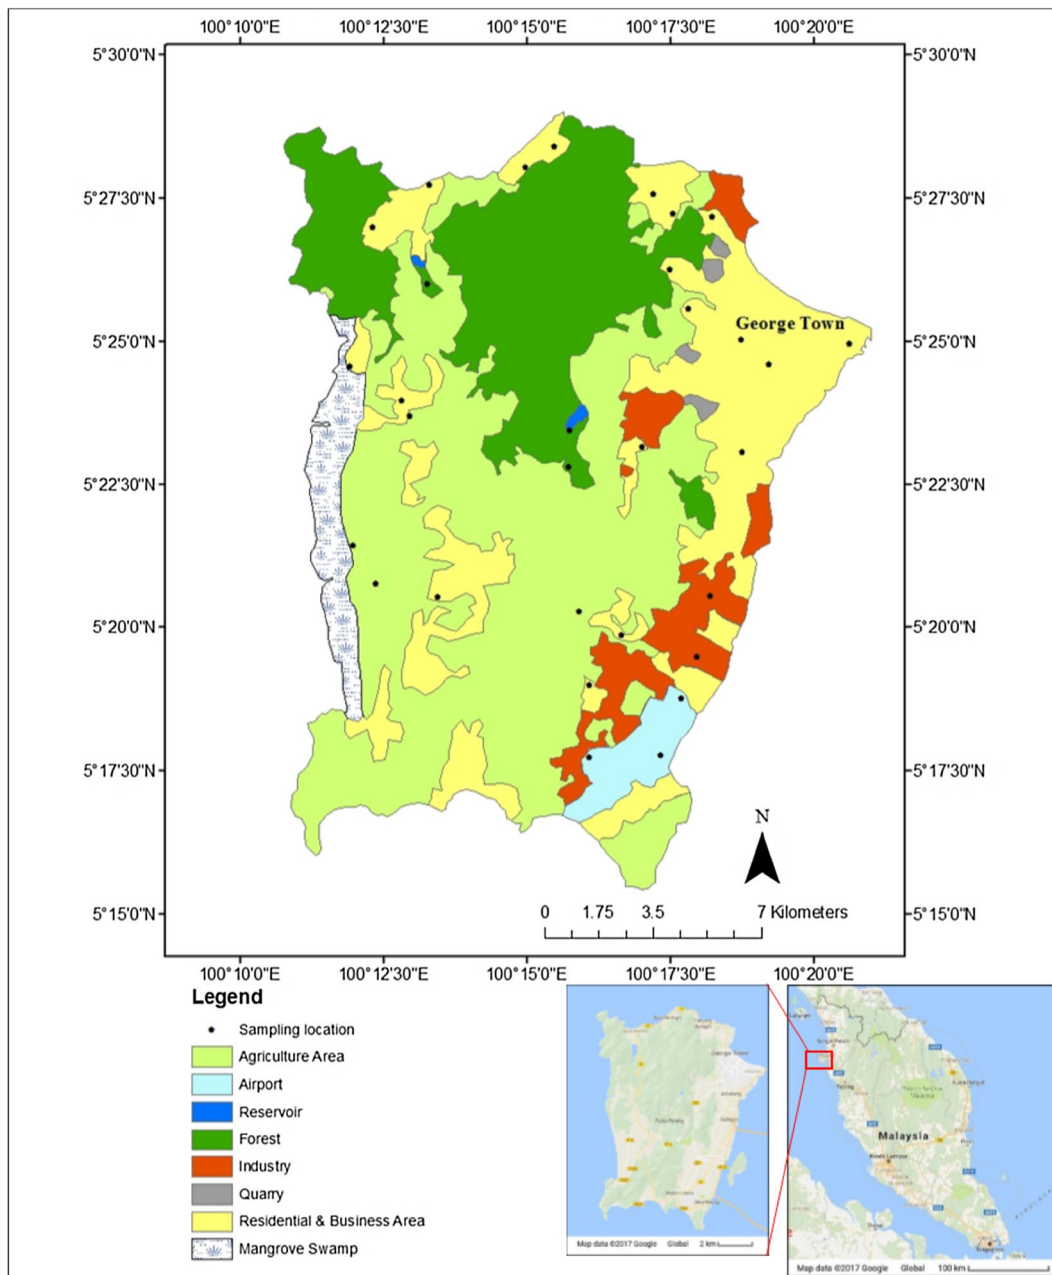 100°10'0"E 100°12'30"E 100°15'0"E 100°17'30"E 100°20'0"E
5°30'0"N 5°30'0"N
5°27'30"N 5°27'30"N
George Town
5°25'0"N 5°25'0"N
5°22'30"N 5°22'30"N
5°20'0"N 5°20'0"N
5°17'30"N 5°17'30"N
N
0 1.75 3.5 7 Kilometers
5°15'0"N 5°15'0"N
100°10'0"E 100°12'30"E 100°15'0"E 100°17'30"E 100°20'0"E
Legend
Sampling location
Agriculture Area
Airport
Reservoir
Forest
Industry
Quarry
Residential & Business Area
Mangrove Swamp
George Town
Map data ©2017 Google Global 2 km
Malaysia
Kuala Lumpur
Singapore
Map data ©2017 Google Global 100 km